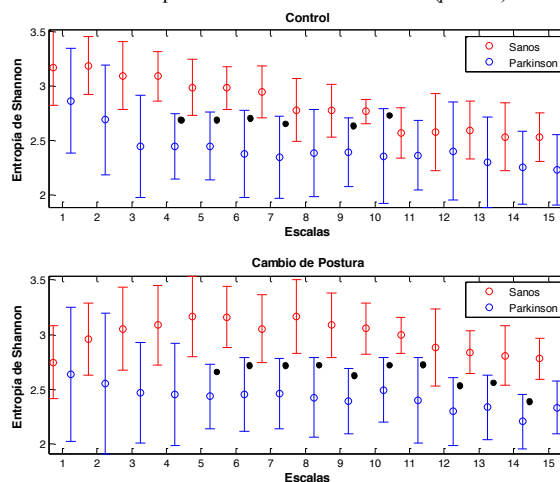 Control
Entropía de Shannon
3.5
3
2.5
2
Sanos
Parkinson
1 2 3 4 5 6 7 8 9 10 11 12 13 14 15
Escalas
Cambio de Postura
Entropía de Shannon
3.5
3
2.5
2
Sanos
Parkinson
1 2 3 4 5 6 7 8 9 10 11 12 13 14 15
Escalas